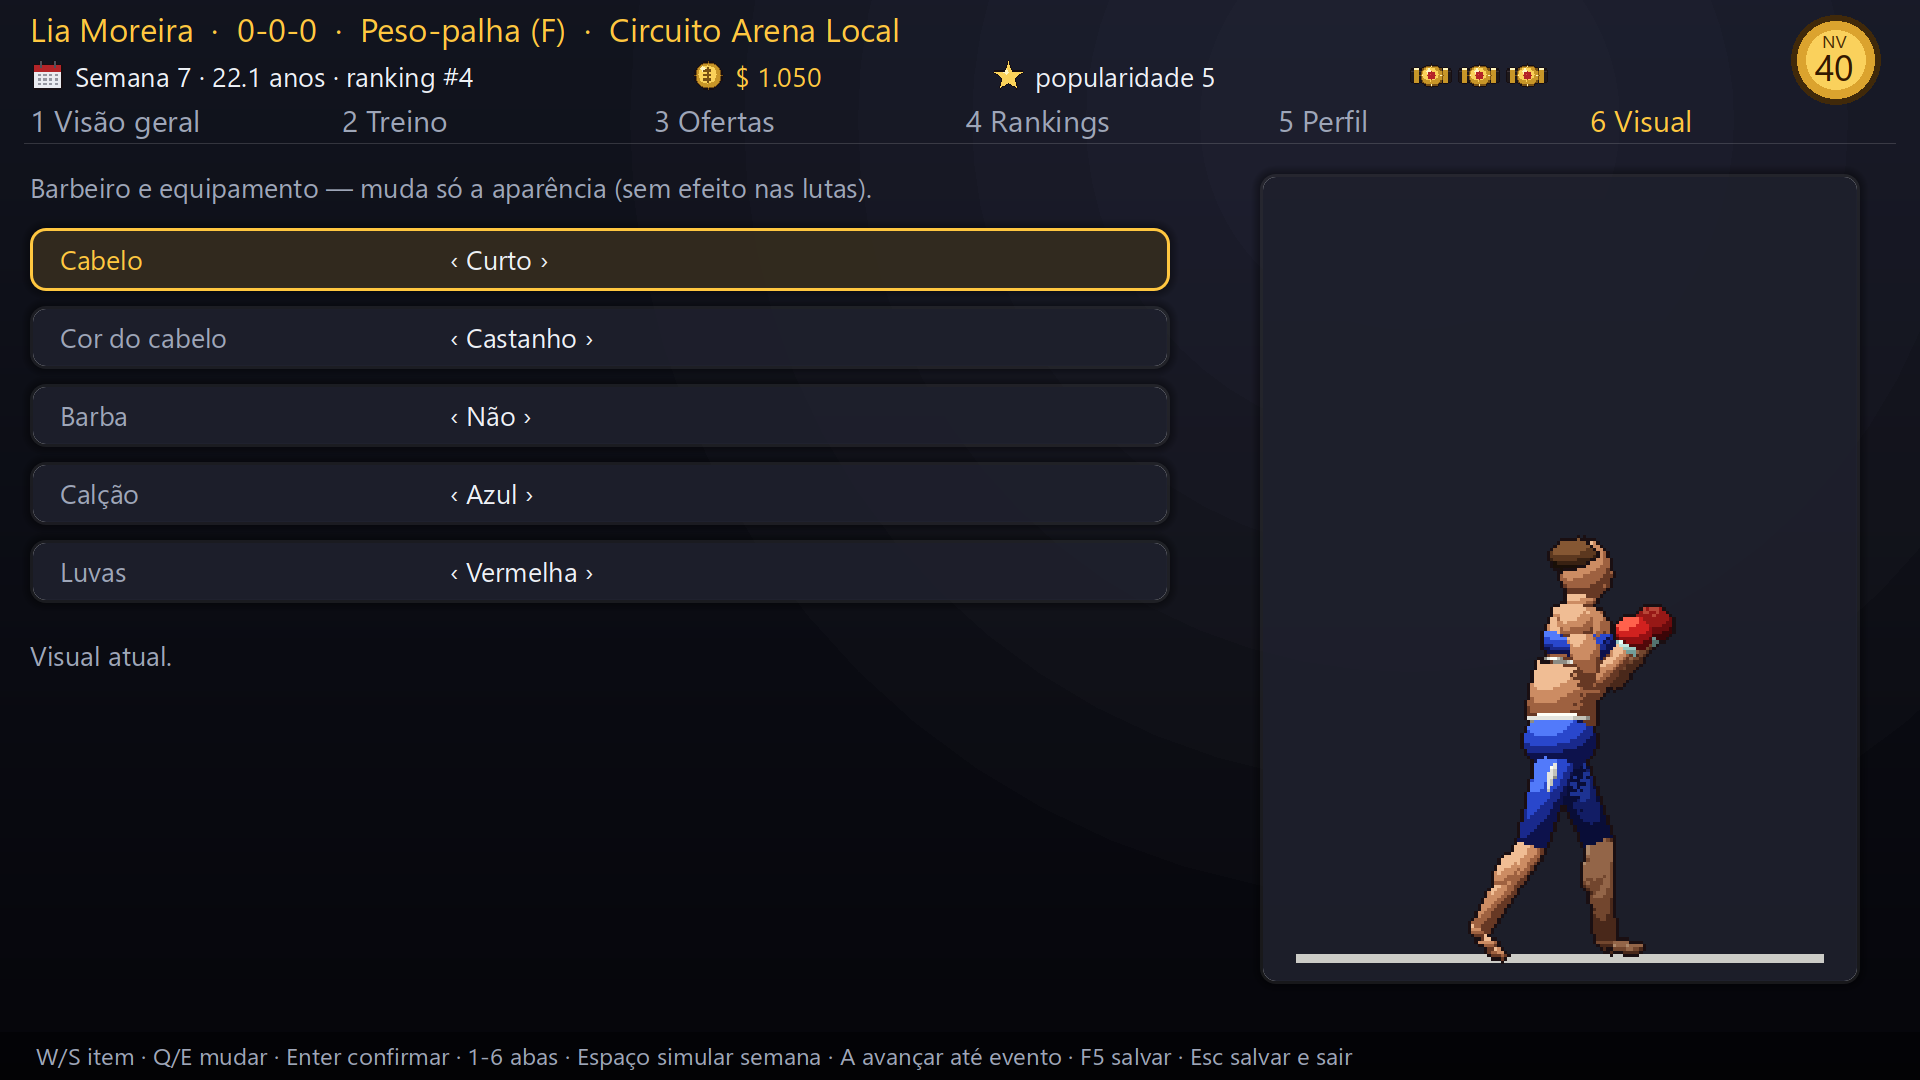 Lia Moreira · 0-0-0 · Peso-palha (F) · Circuito Arena Local
Semana 7 · 22.1 anos · ranking #4
$ 1.050
popularidade 5
NV
40
1 Visão geral
2 Treino
3 Ofertas
4 Rankings
5 Perfil
6 Visual
Barbeiro e equipamento — muda só a aparência (sem efeito nas lutas).
Cabelo ‹ Curto ›
Cor do cabelo ‹ Castanho ›
Barba ‹ Não ›
Calção ‹ Azul ›
Luvas ‹ Vermelha ›
Visual atual.
W/S item · Q/E mudar · Enter confirmar · 1-6 abas · Espaço simular semana · A avançar até evento · F5 salvar · Esc salvar e sair